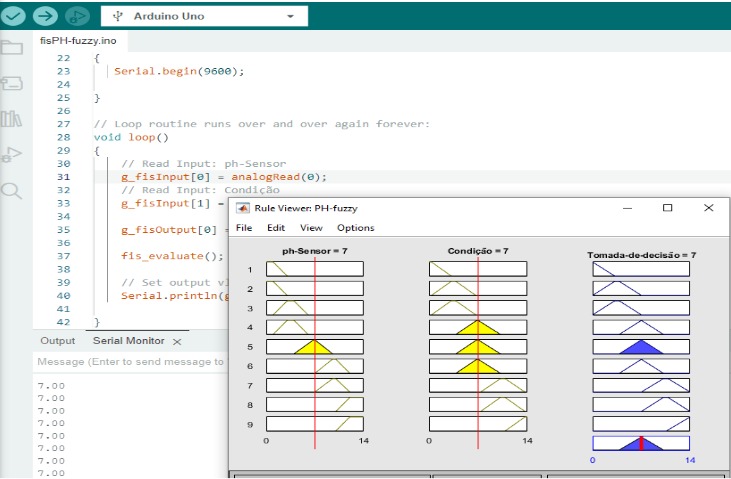 Arduino Uno
fisPH-fuzzy.ino
22 {
23 Serial.begin(9600);
24
25 }
26
27 // Loop routine runs over and over again forever:
28 void loop()
29 {
30 // Read Input: ph-Sensor
31 g_fisInput[0] = analogRead(0);
32 // Read Input: Condição
33 g_fisInput[1] =
34
35 g_fisOutput[0] =
36
37 fis_evaluate();
38
39 // Set output vl
40 Serial.println(g
41
42 }
Output Serial Monitor
Message (Enter to send message to
7.00
7.00
7.00
7.00
7.00
7.00
7.00
7.00
Rule Viewer: PH-fuzzy
File Edit View Options
ph-Sensor = 7 Condição = 7 Tomada-de-decisão = 7
1
2
3
4
5
6
7
8
9
0 14 0 14
0 14